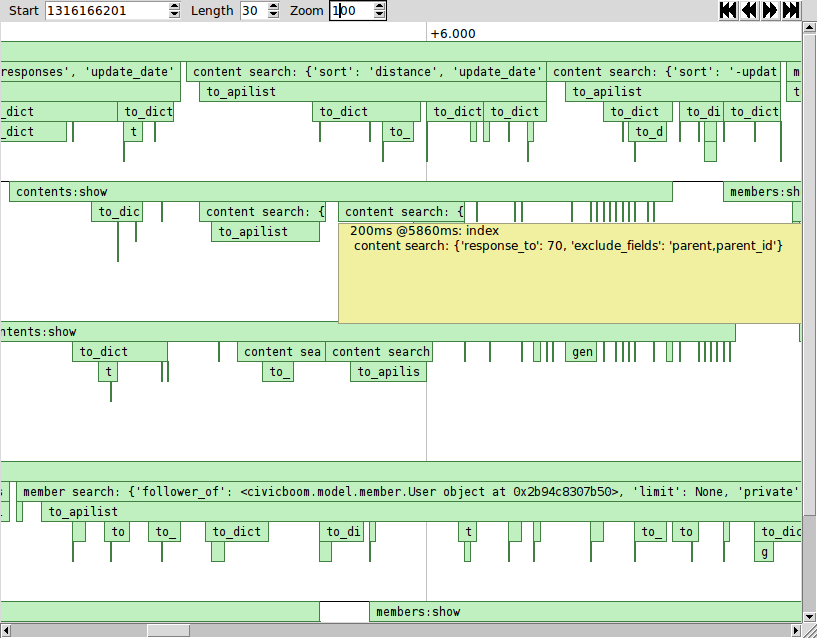 Start 1316166201 Length 30 Zoom 100
+6.000
responses', 'update_date' content search: {'sort': 'distance', 'update_date' content search: {'sort': '-updat m
to_apilist to_apilist t
_dict to_dict to_dict to_dict to_dict to_dict to_di to_dict
_dict t to_ to_d
contents:show members:sh
to_dic content search: { content search: {
to_apilist
200ms @5860ms: index
content search: {'response_to': 70, 'exclude_fields': 'parent,parent_id'}
ntents:show
to_dict content sea content search gen
t to_ to_apilis
member search: {'follower_of': <civicboom.model.member.User object at 0x2b94c8307b50>, 'limit': None, 'private'
to_apilist
to to_ to_dict to_di t to_ to to_dic
g
members:show